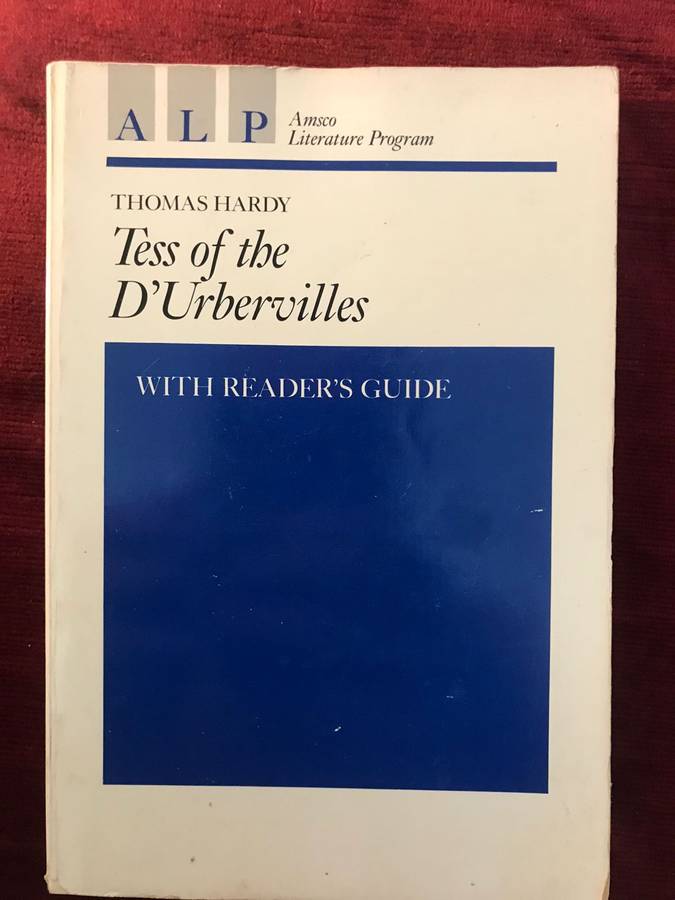 A L P
Amsco
Literature Program
THOMAS HARDY
Tess of the
D'Urbervilles
WITH READER'S GUIDE